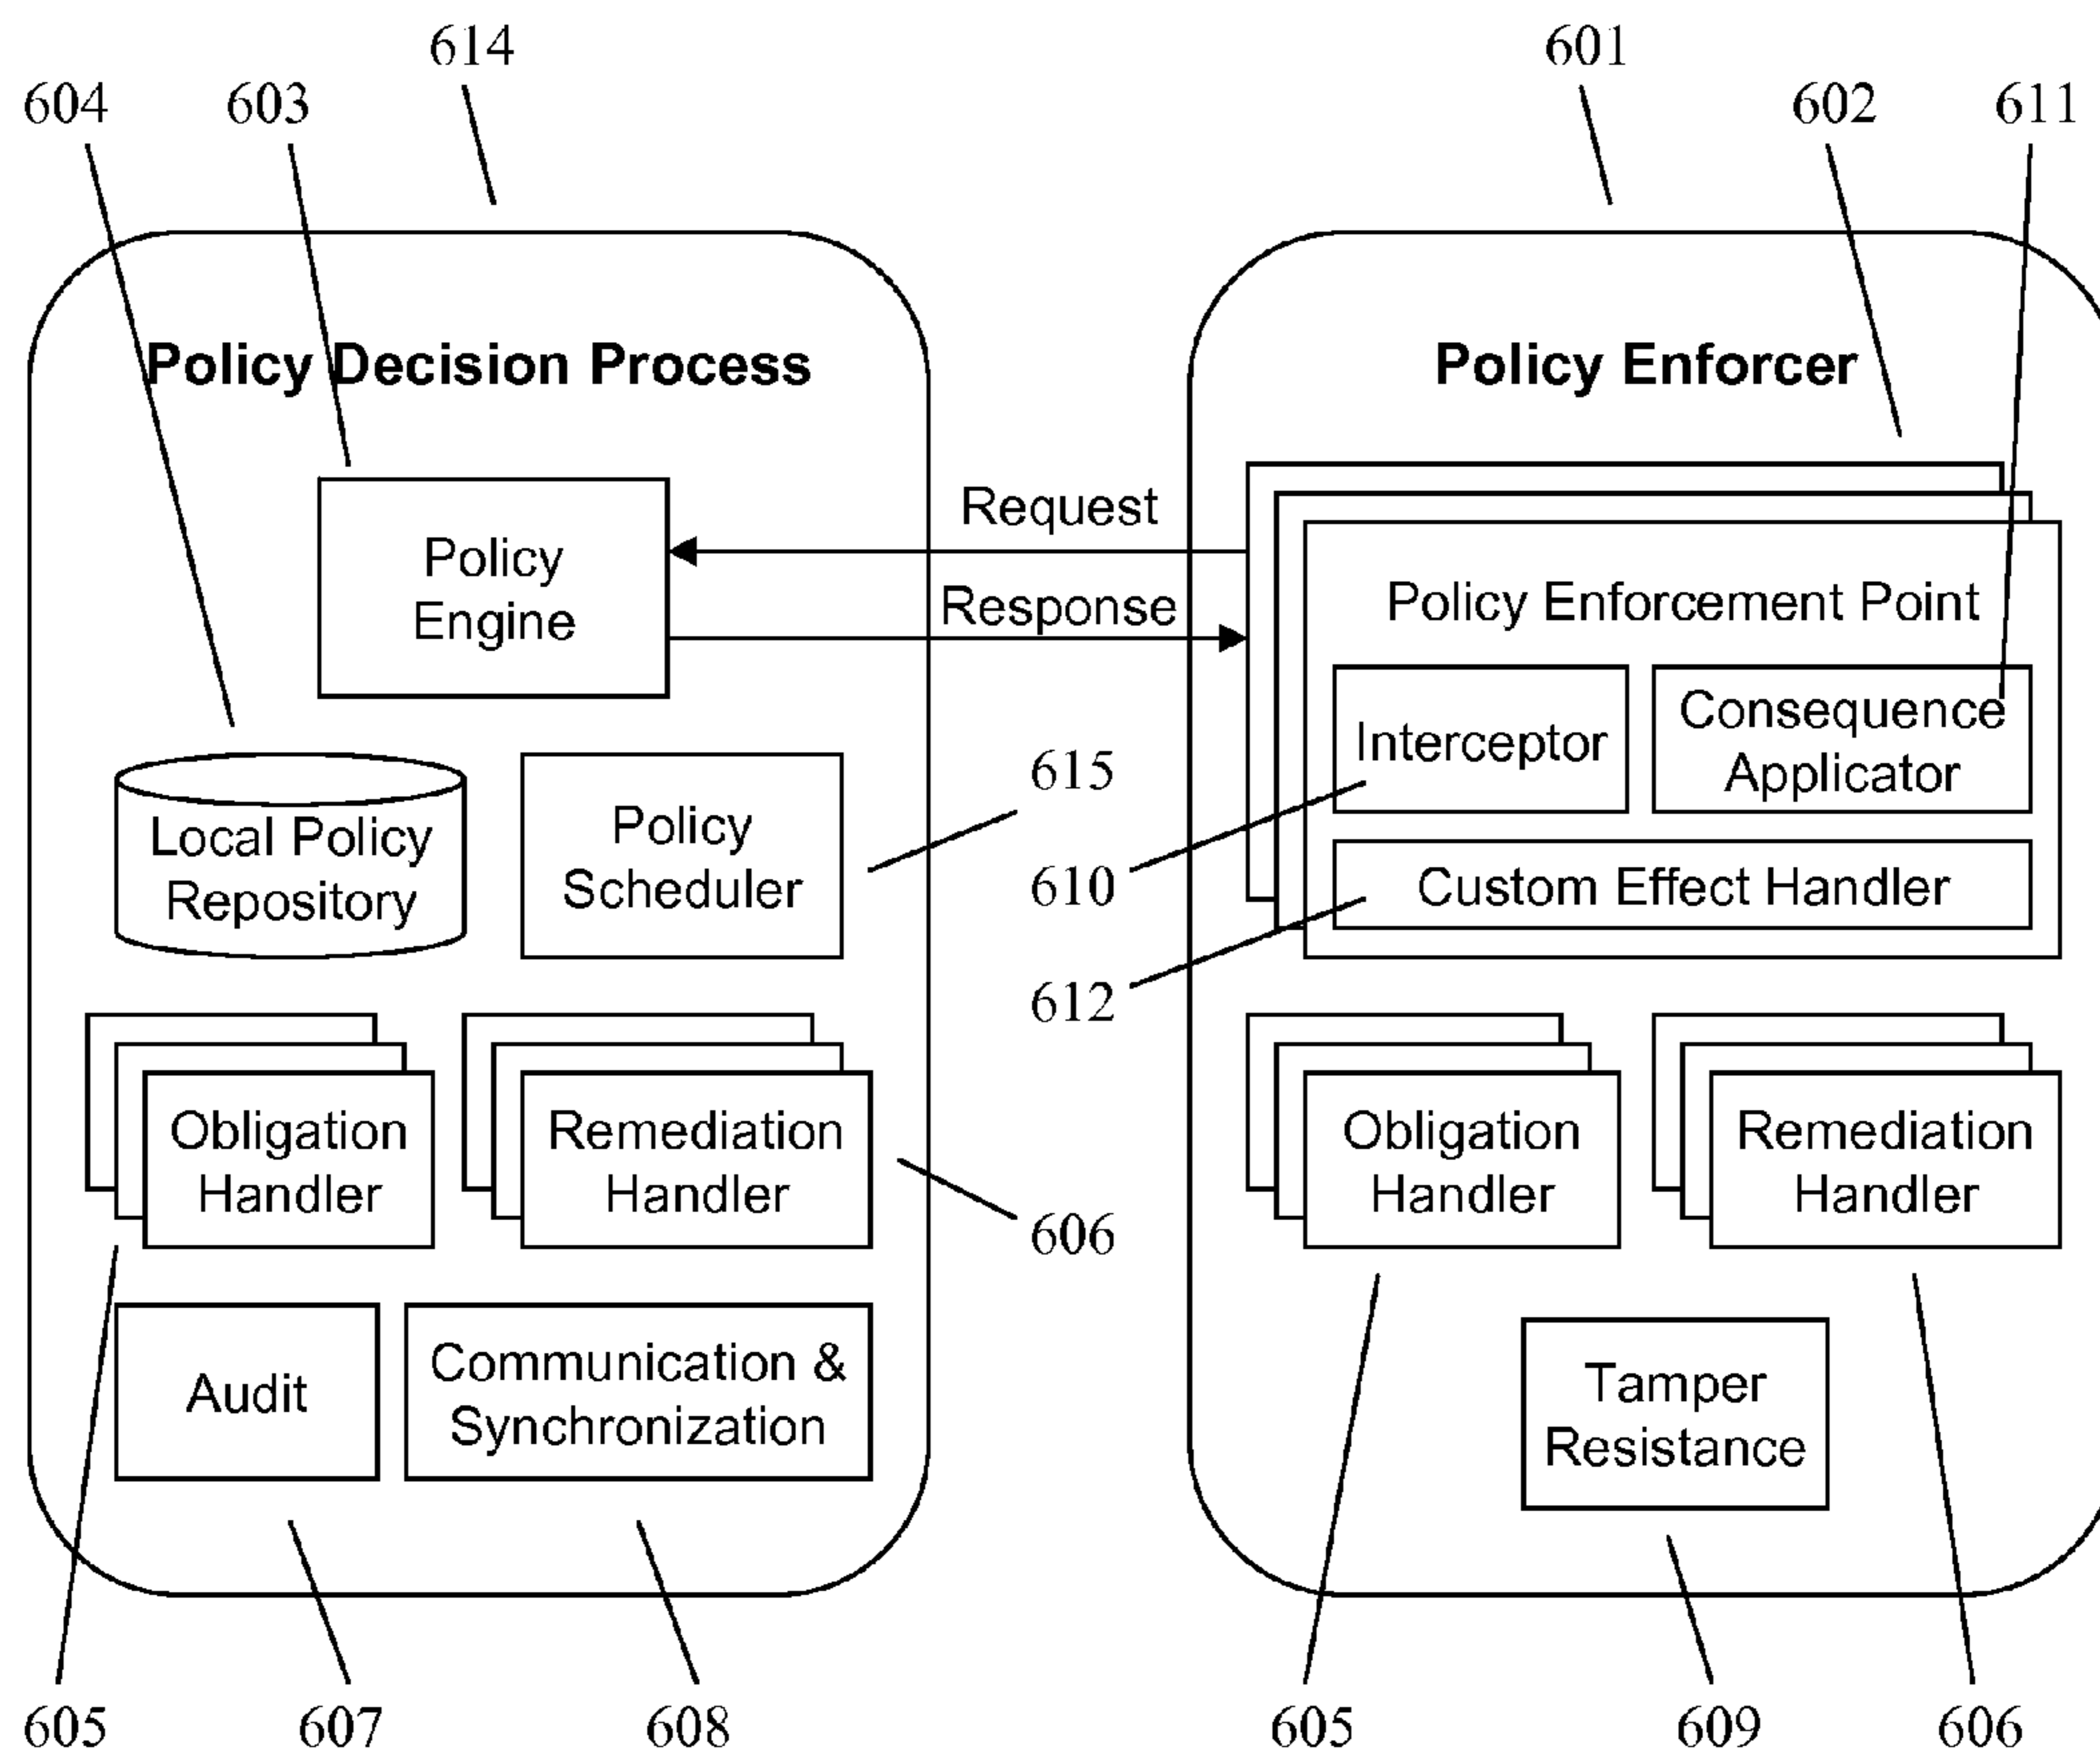 614
601
604
603
602
611
Policy Decision Process
Policy Enforcer
Policy
Engine
Request
Response
Policy Enforcement Point
Interceptor
Consequence
Applicator
Custom Effect Handler
Local Policy
Repository
Policy
Scheduler
615
610
612
Obligation
Handler
Remediation
Handler
606
Obligation
Handler
Remediation
Handler
Audit
Communication &
Synchronization
Tamper
Resistance
605
607
608
605
609
606